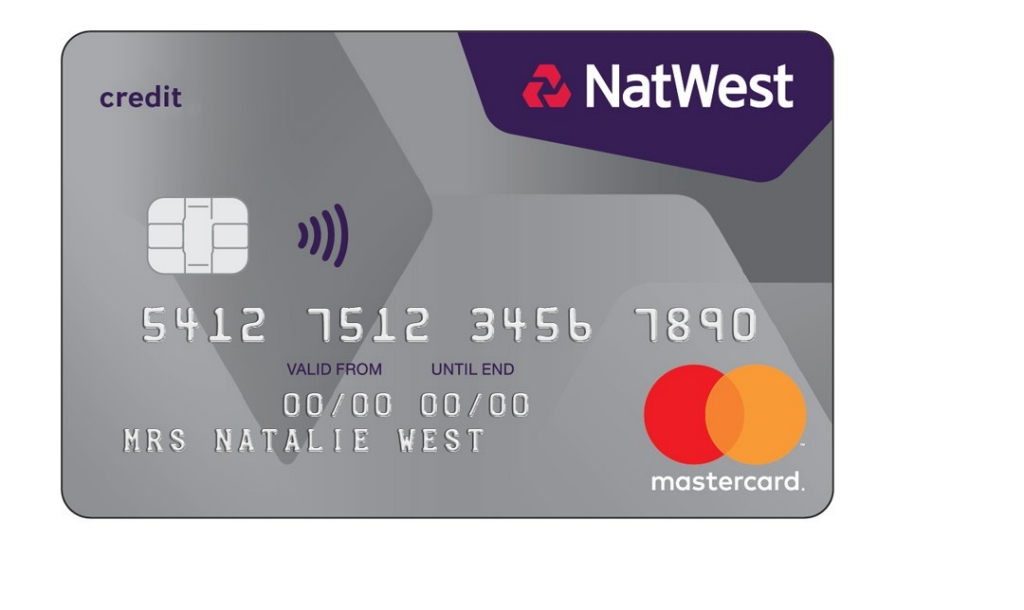 credit
NatWest
5412 7512 3456 7890
VALID FROM UNTIL END
00/00 00/00
MRS NATALIE WEST
mastercard.